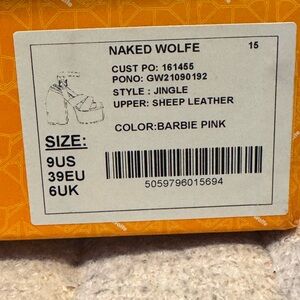 NAKED WOLFE 15
CUST PO: 161455
PONO: GW21090192
STYLE : JINGLE
UPPER: SHEEP LEATHER
COLOR:BARBIE PINK
SIZE:
9US
39EU
6UK
5059796015694